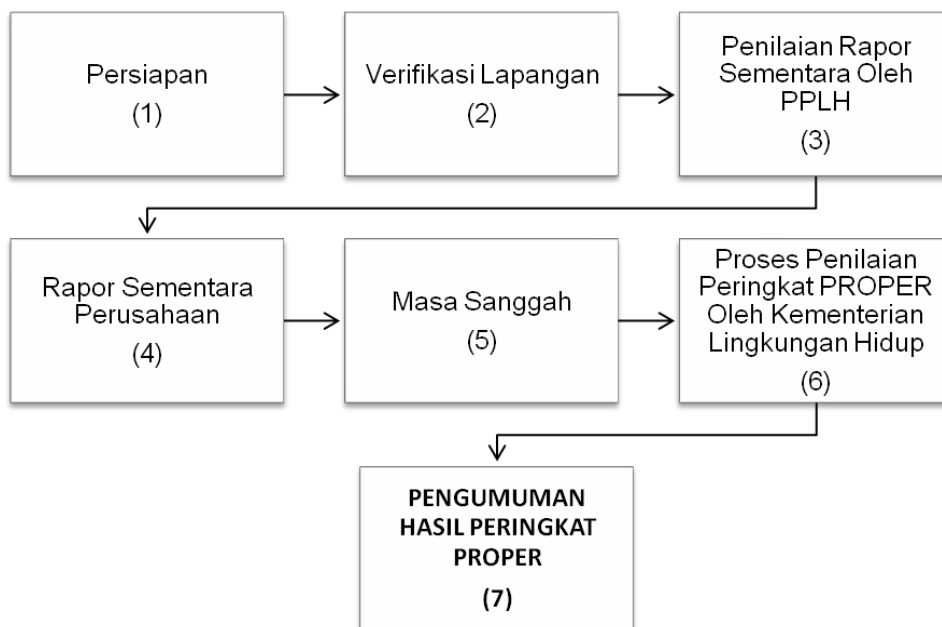 Persiapan
(1)
Verifikasi Lapangan
(2)
Penilaian Rapor
Sementara Oleh
PPLH
(3)
Rapor Sementara
Perusahaan
(4)
Masa Sanggah
(5)
Proses Penilaian
Peringkat PROPER
Oleh Kementerian
Lingkungan Hidup
(6)
PENGUMUMAN
HASIL PERINGKAT
PROPER
(7)